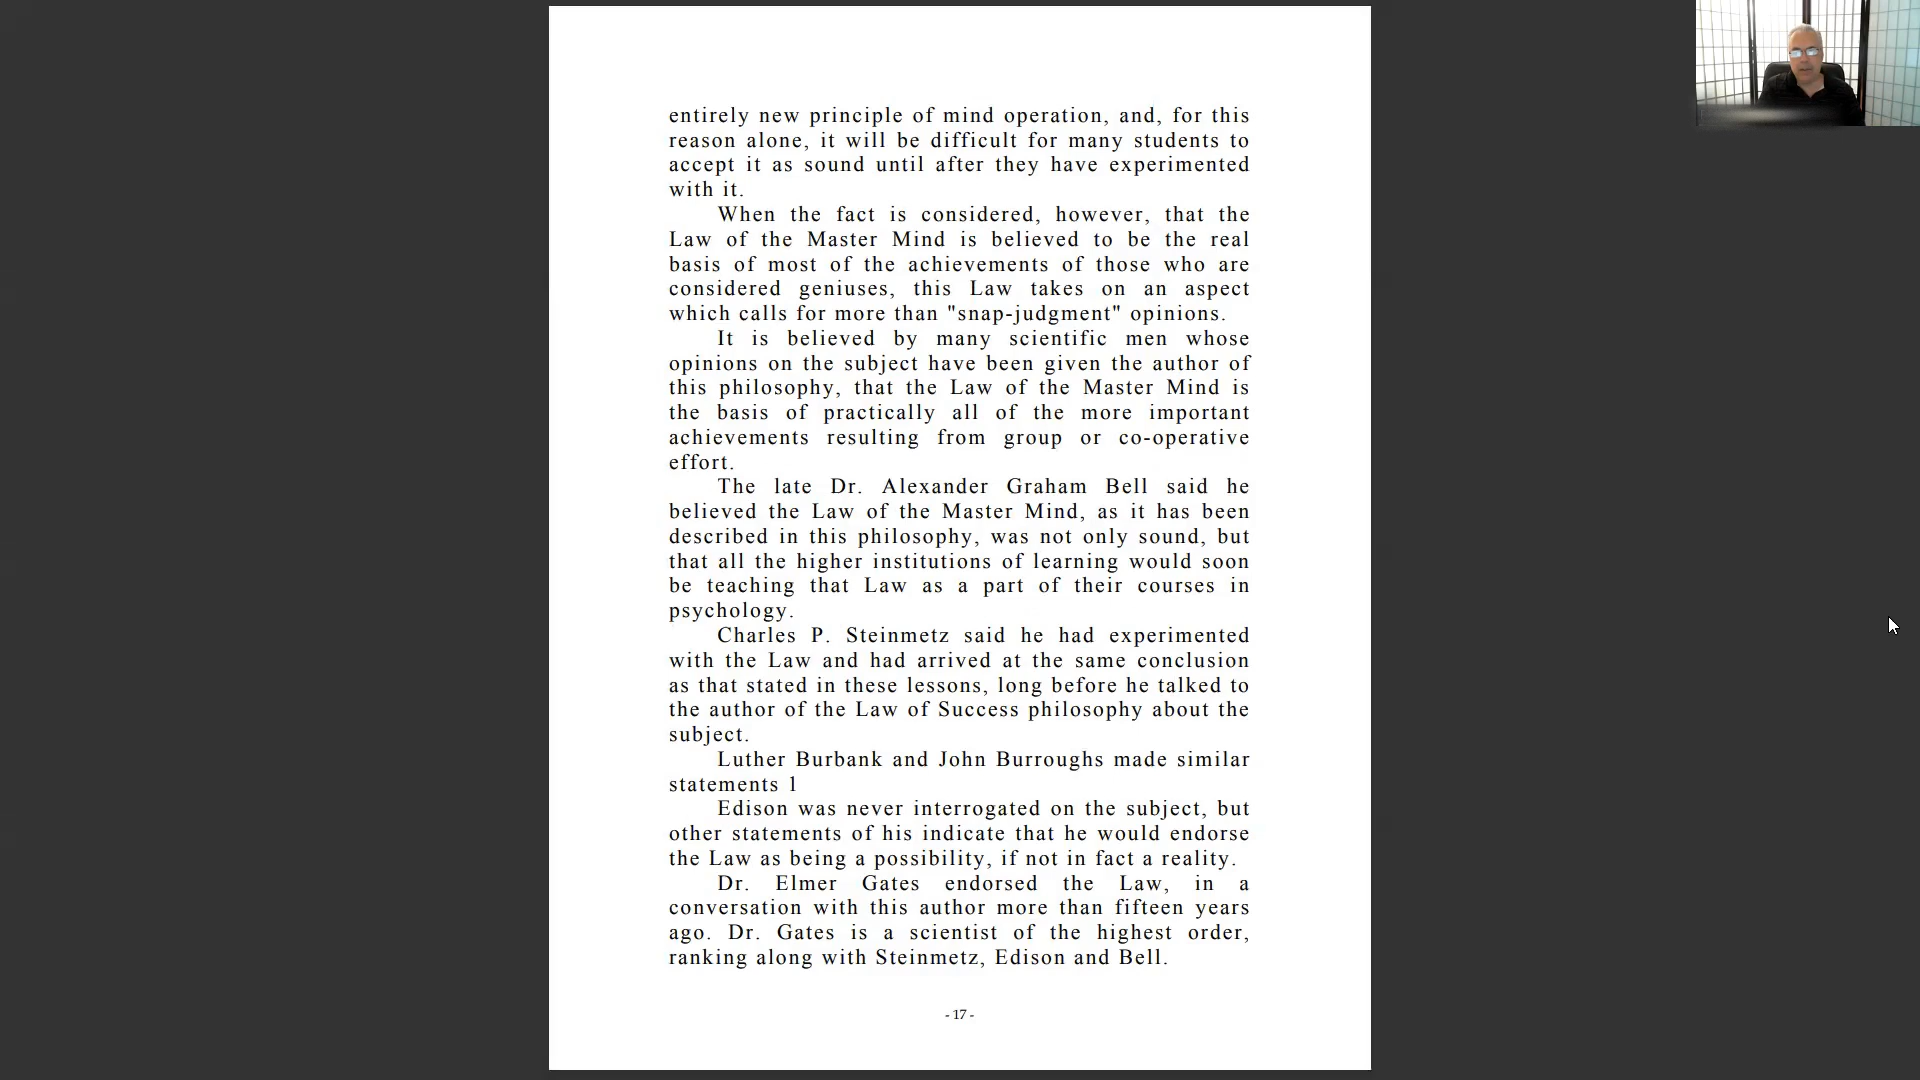 entirely new principle of mind operation, and, for this
reason alone, it will be difficult for many students to
accept it as sound until after they have experimented
with it.
When the fact is considered, however, that the
Law of the Master Mind is believed to be the real
basis of most of the achievements of those who are
considered geniuses, this Law takes on an aspect
which calls for more than "snap-judgment" opinions.
It is believed by many scientific men whose
opinions on the subject have been given the author of
this philosophy, that the Law of the Master Mind is
the basis of practically all of the more important
achievements resulting from group or co-operative
effort.
The late Dr. Alexander Graham Bell said he
believed the Law of the Master Mind, as it has been
described in this philosophy, was not only sound, but
that all the higher institutions of learning would soon
be teaching that Law as a part of their courses in
psychology.
Charles P. Steinmetz said he had experimented
with the Law and had arrived at the same conclusion
as that stated in these lessons, long before he talked to
the author of the Law of Success philosophy about the
subject.
Luther Burbank and John Burroughs made similar
statements 1
Edison was never interrogated on the subject, but
other statements of his indicate that he would endorse
the Law as being a possibility, if not in fact a reality.
Dr. Elmer Gates endorsed the Law, in a
conversation with this author more than fifteen years
ago. Dr. Gates is a scientist of the highest order,
ranking along with Steinmetz, Edison and Bell.
- 17 -